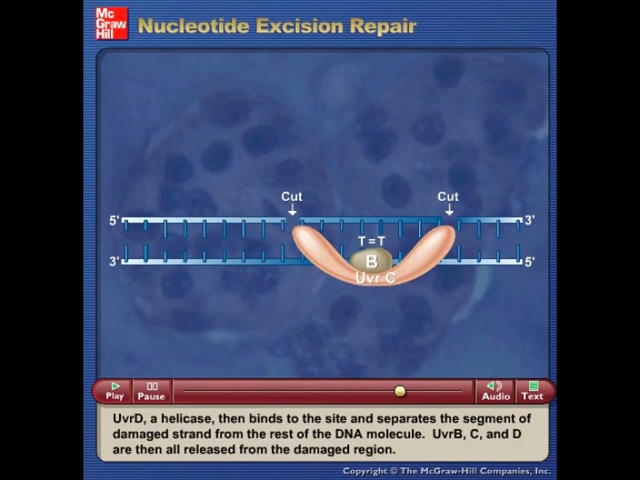 Mc
Graw
Hill
Nucleotide Excision Repair
Cut Cut
5' 3'
T=T
3' B 5'
Uvr C
Play Pause Audio Text
UvrD, a helicase, then binds to the site and separates the segment of
damaged strand from the rest of the DNA molecule. UvrB, C, and D
are then all released from the damaged region.
Copyright © The McGraw-Hill Companies, Inc.